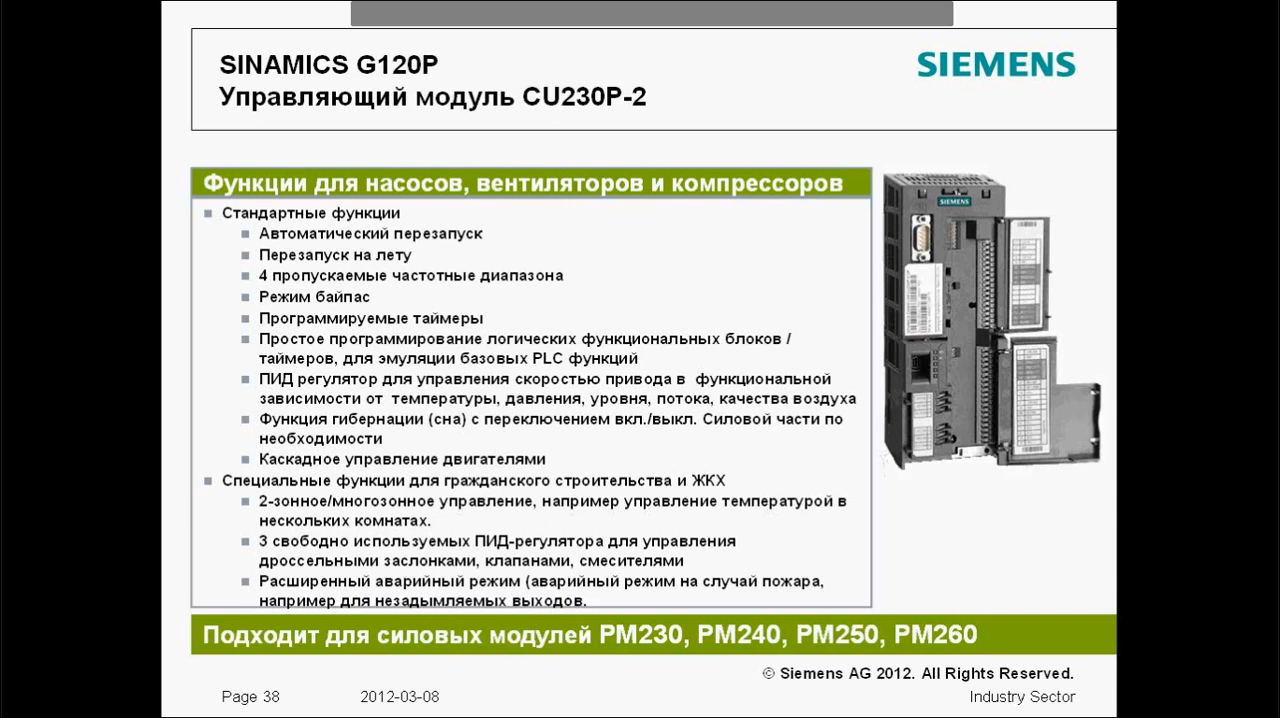 SINAMICS G120P
Управляющий модуль CU230P-2
SIEMENS
Функции для насосов, вентиляторов и компрессоров
Стандартные функции
Автоматический перезапуск
Перезапуск на лету
4 пропускаемые частотные диапазона
Режим байпас
Программируемые таймеры
Простое программирование логических функциональных блоков /
таймеров, для эмуляции базовых PLC функций
ПИД регулятор для управления скоростью привода в функциональной
зависимости от температуры, давления, уровня, потока, качества воздуха
Функция гибернации (сна) с переключением вкл./выкл. Силовой части по
необходимости
Каскадное управление двигателями
Специальные функции для гражданского строительства и ЖКХ
2-зонное/многозонное управление, например управление температурой в
нескольких комнатах.
3 свободно используемых ПИД-регулятора для управления
дроссельными заслонками, клапанами, смесителями
Расширенный аварийный режим (аварийный режим на случай пожара,
например для незадымляемых выходов.
SIEMENS
Подходит для силовых модулей PM230, PM240, PM250, PM260
© Siemens AG 2012. All Rights Reserved.
Page 38 2012-03-08 Industry Sector